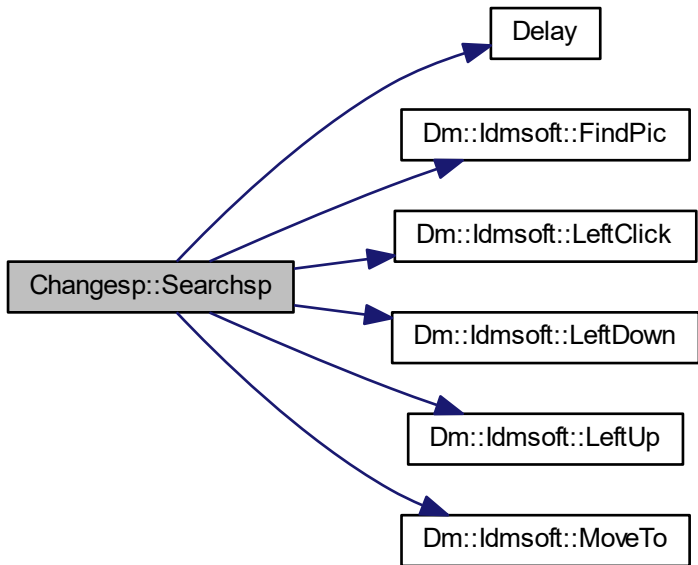 Delay
Dm::Idmsoft::FindPic
Dm::Idmsoft::LeftClick
Changesp::Searchsp
Dm::Idmsoft::LeftDown
Dm::Idmsoft::LeftUp
Dm::Idmsoft::MoveTo